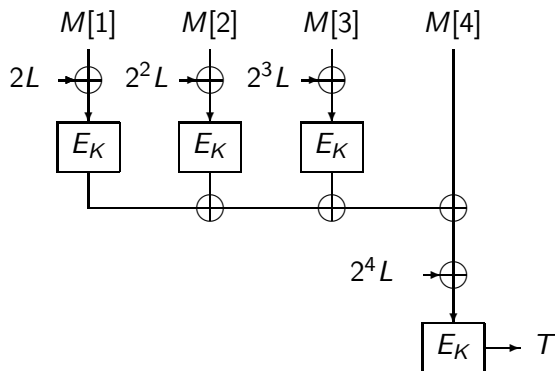 M[1] M[2] M[3] M[4]
2L 2²L 2³L
E_K E_K E_K
2⁴L
E_K T